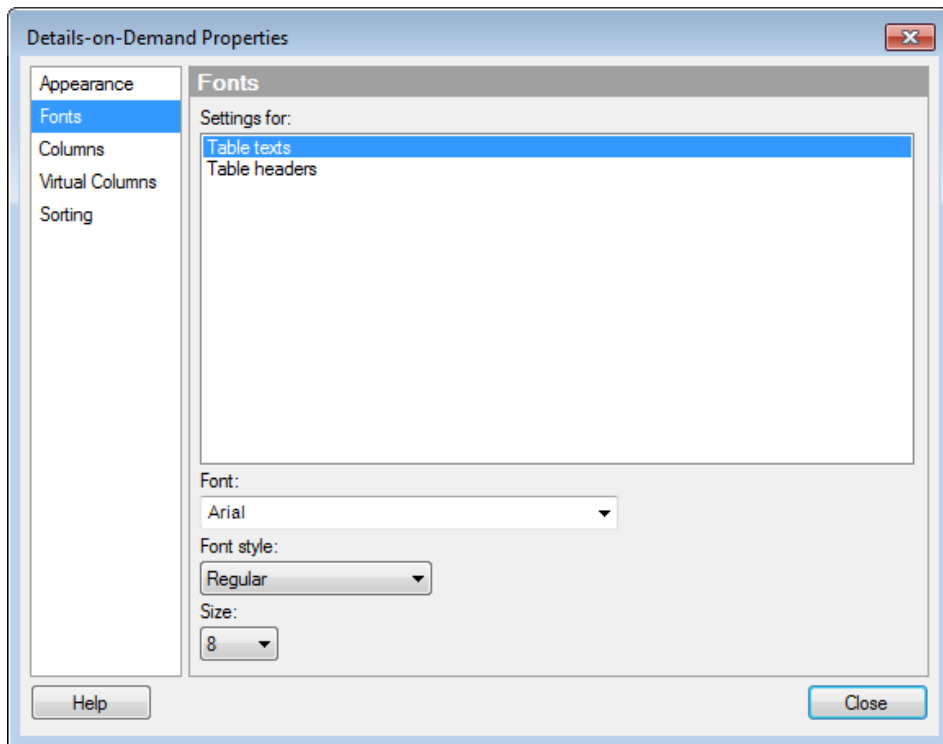 Details-on-Demand Properties
Appearance
Fonts
Columns
Virtual Columns
Sorting
Fonts
Settings for:
Table texts
Table headers
Font:
Arial
Font style:
Regular
Size:
8
Help
Close